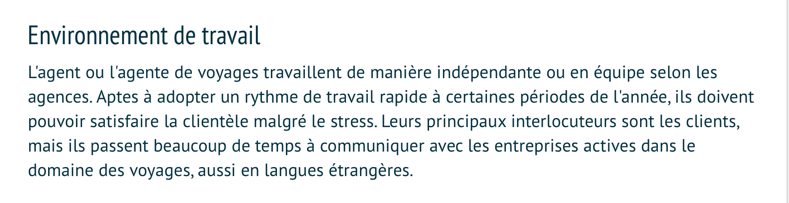 Environnement de travail
L'agent ou l'agente de voyages travaillent de manière indépendante ou en équipe selon les
agences. Aptes à adopter un rythme de travail rapide à certaines périodes de l'année, ils doivent
pouvoir satisfaire la clientèle malgré le stress. Leurs principaux interlocuteurs sont les clients,
mais ils passent beaucoup de temps à communiquer avec les entreprises actives dans le
domaine des voyages, aussi en langues étrangères.